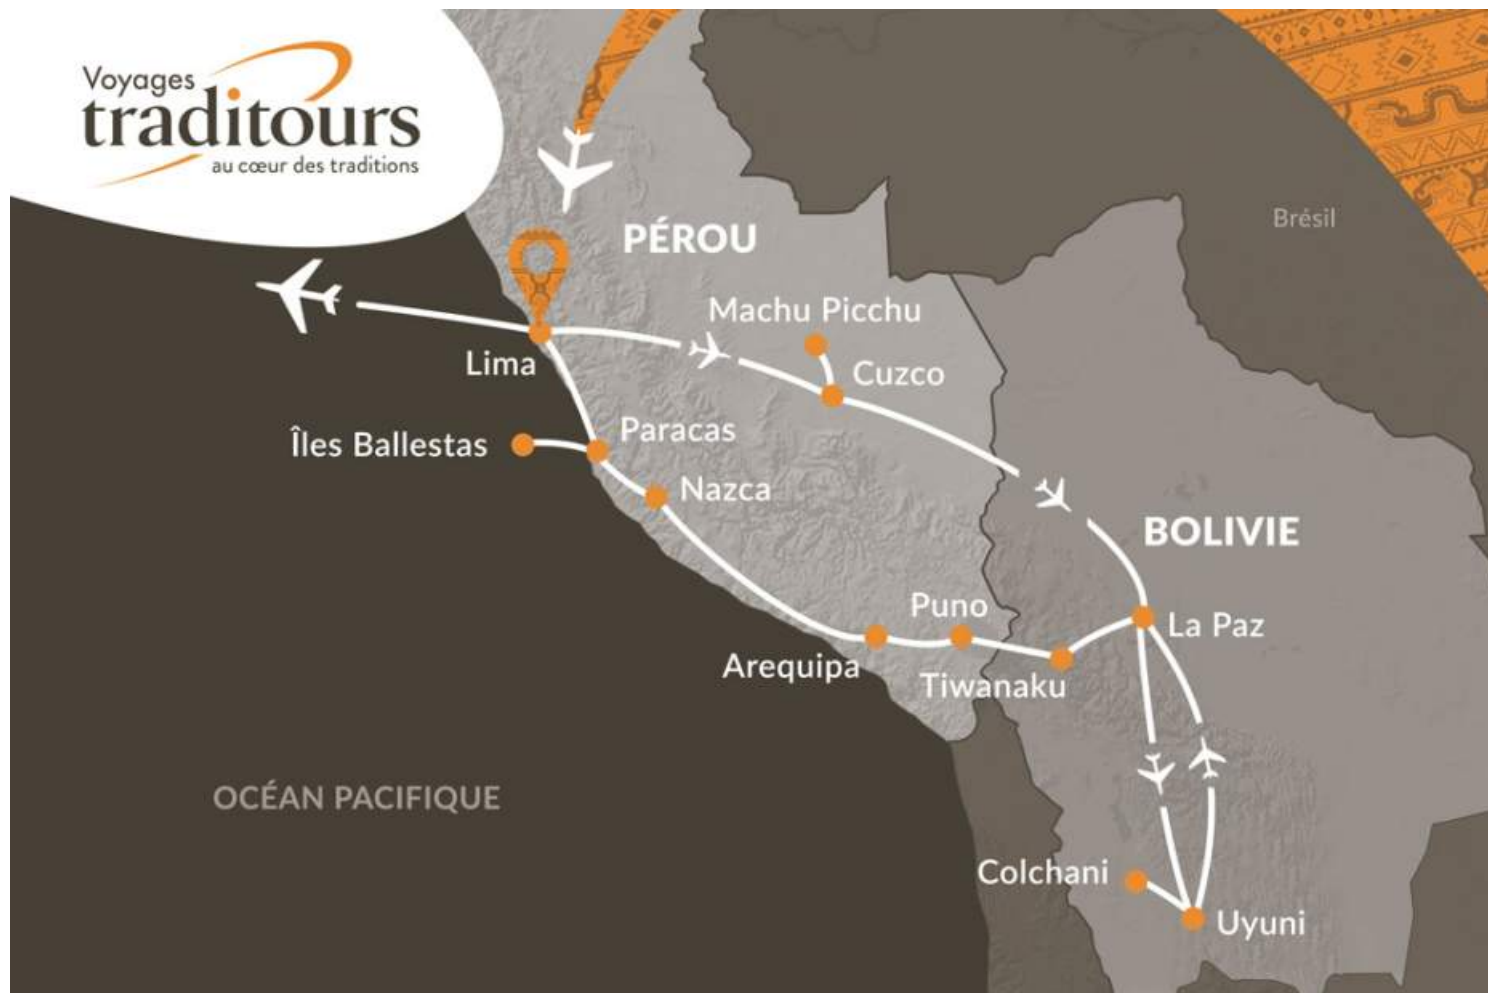 Voyages
traditours
au cœur des traditions
Brésil
PÉROU
Machu Picchu
Lima
Cuzco
Îles Ballestas
Paracas
Nazca
BOLIVIE
Puno
La Paz
Arequipa
Tiwanaku
OCÉAN PACIFIQUE
Colchani
Uyuni